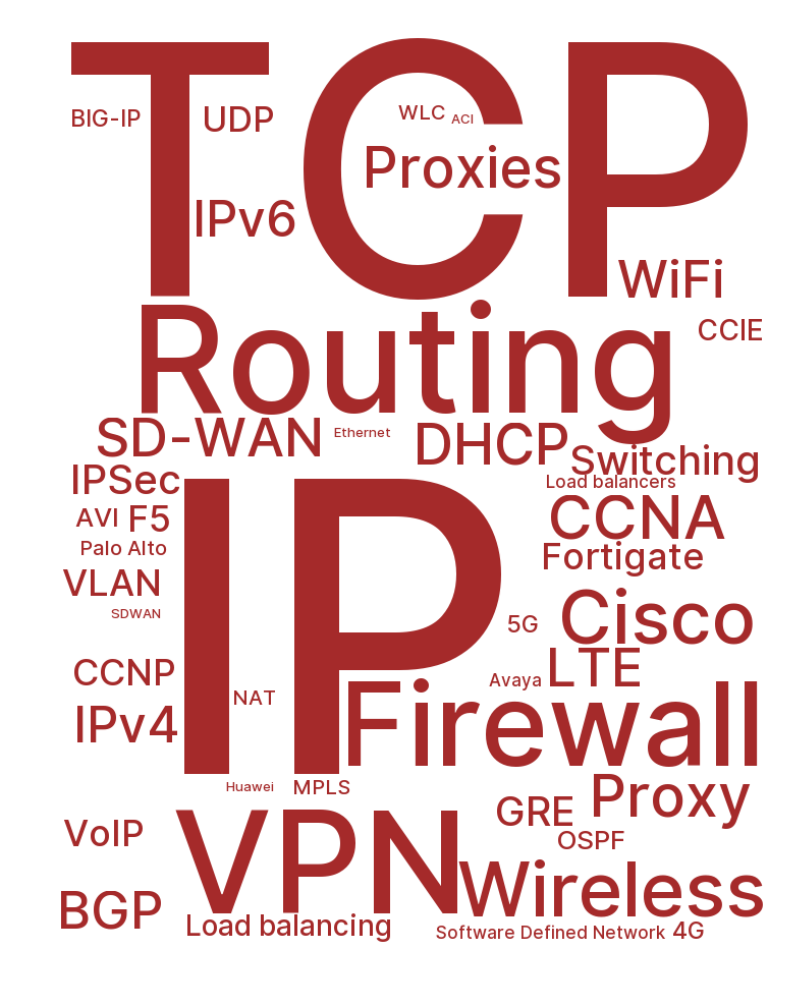 TCP
BIG-IP
UDP
WLC
ACI
Proxies
IPv6
WiFi
Routing
CCIE
SD-WAN
Ethernet
DHCP
Switching
IPSec
Load balancers
AVI
F5
CCNA
Palo Alto
Fortigate
VLAN
IP
SDWAN
5G
Cisco
CCNP
Avaya
LTE
NAT
IPv4
Firewall
Huawei
MPLS
Proxy
GRE
VoIP
VPN
OSPF
Wireless
BGP
Load balancing
Software Defined Network
4G